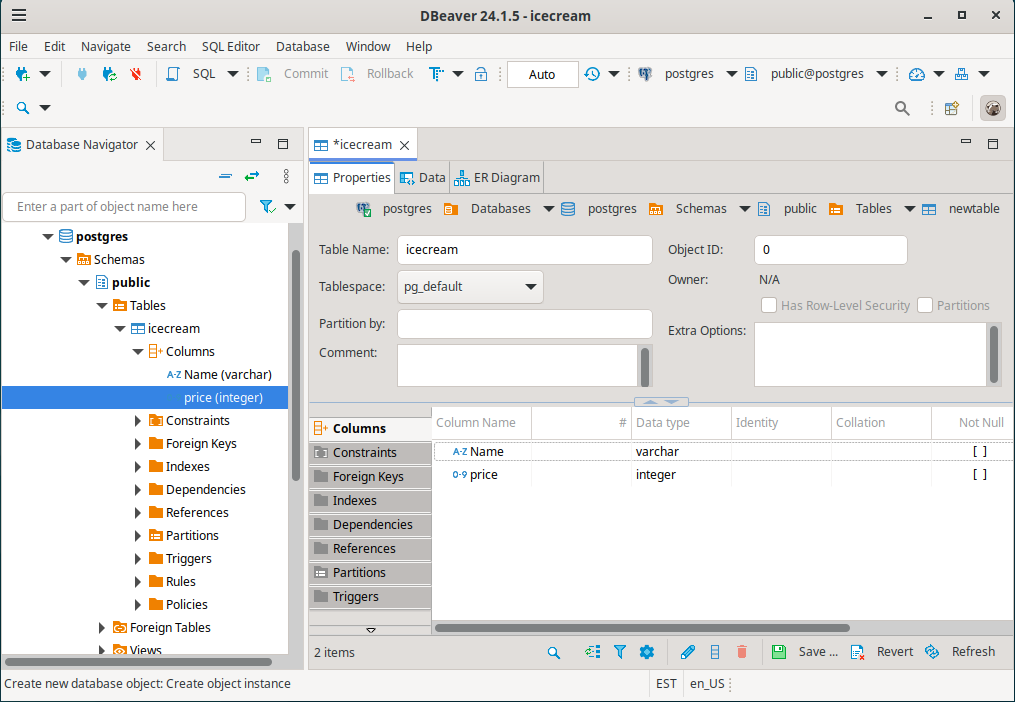 DBeaver 24.1.5 - icecream
File Edit Navigate Search SQL Editor Database Window Help
SQL Commit Rollback Auto postgres public@postgres
Database Navigator
*icecream
Properties Data ER Diagram
Enter a part of object name here
postgres Databases postgres Schemas public Tables newtable
postgres
Schemas
public
Tables
icecream
Columns
A-Z Name (varchar)
price (integer)
Constraints
Foreign Keys
Indexes
Dependencies
References
Partitions
Triggers
Rules
Policies
Foreign Tables
Views
Table Name: icecream Object ID: 0
Tablespace: pg_default Owner: N/A
Has Row-Level Security Partitions
Partition by: Extra Options:
Comment:
Columns
Constraints
Foreign Keys
Indexes
Dependencies
References
Partitions
Triggers
Column Name # Data type Identity Collation Not Null
A-Z Name varchar [ ]
0-9 price integer [ ]
2 items Save ... Revert Refresh
Create new database object: Create object instance EST en_US